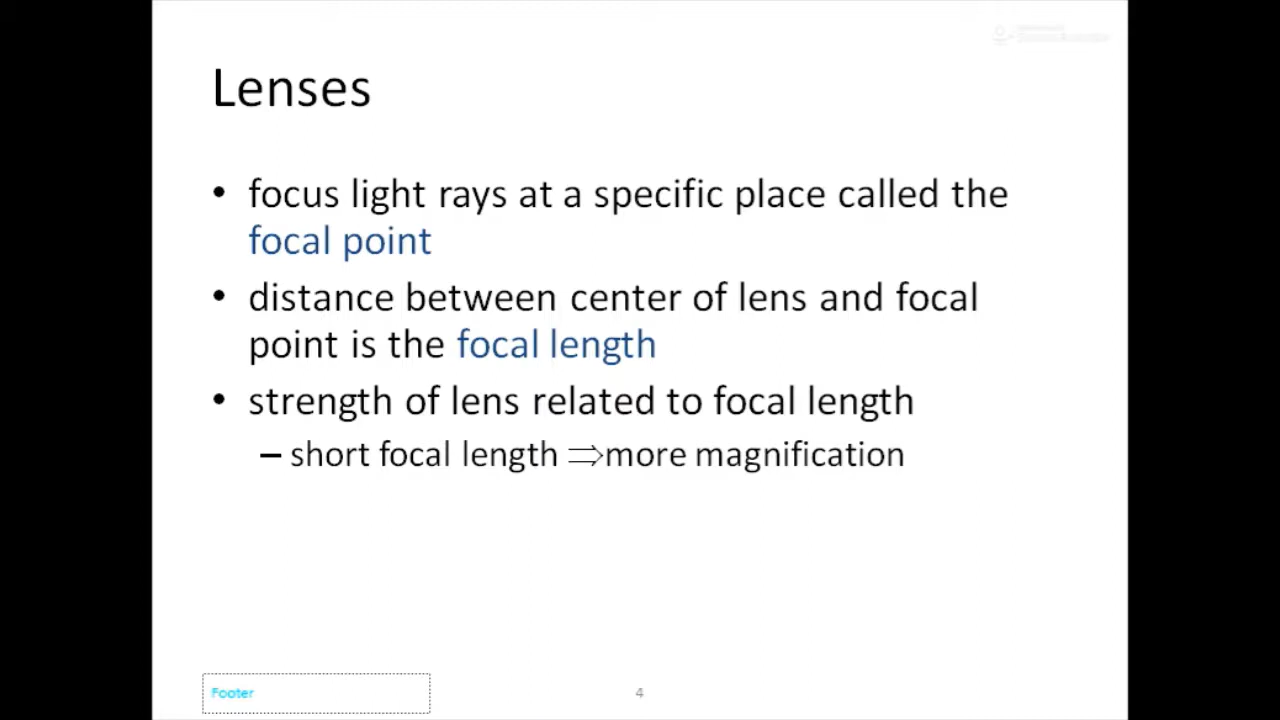 Lenses
• focus light rays at a specific place called the
focal point
• distance between center of lens and focal
point is the focal length
• strength of lens related to focal length
– short focal length ⇒more magnification
Footer
4